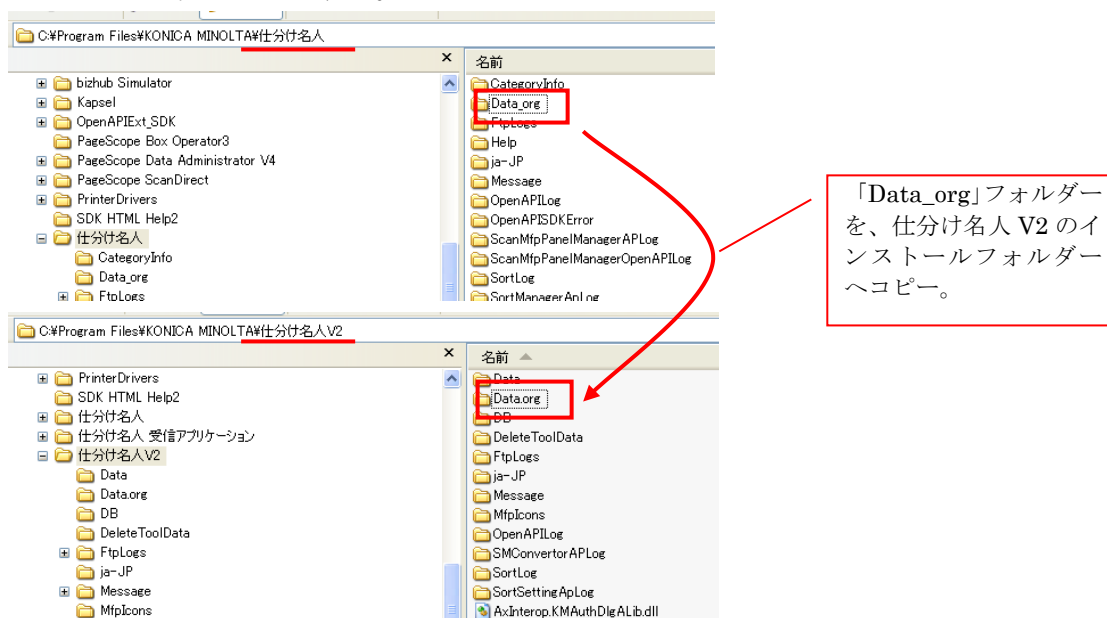 C:¥Program Files¥KONICA MINOLTA¥仕分け名人
×
名前
bizhub Simulator
Kapsel
OpenAPIExt_SDK
PageScope Box Operator3
PageScope Data Administrator V4
PageScope ScanDirect
PrinterDrivers
SDK HTML Help2
仕分け名人
CategoryInfo
Data_org
FtpLogs
CategoryInfo
Data_org
FtpLogs
Help
ja-JP
Message
OpenAPILog
OpenAPISDKError
ScanMfpPanelManagerAPLog
ScanMfpPanelManagerOpenAPILog
SortLog
SortManagerApLog
「Data_org」フォルダー
を、仕分け名人 V2 のイ
ンストールフォルダー
へコピー。
C:¥Program Files¥KONICA MINOLTA¥仕分け名人V2
×
名前
PrinterDrivers
SDK HTML Help2
仕分け名人
仕分け名人 受信アプリケーション
仕分け名人V2
Data
Data.org
DB
DeleteToolData
FtpLogs
ja-JP
Message
MfpIcons
Data
Data.org
DB
DeleteToolData
FtpLogs
ja-JP
Message
MfpIcons
OpenAPILog
SMConvertorAPLog
SortLog
SortSettingApLog
AxInterop.KMAuthDlgALib.dll